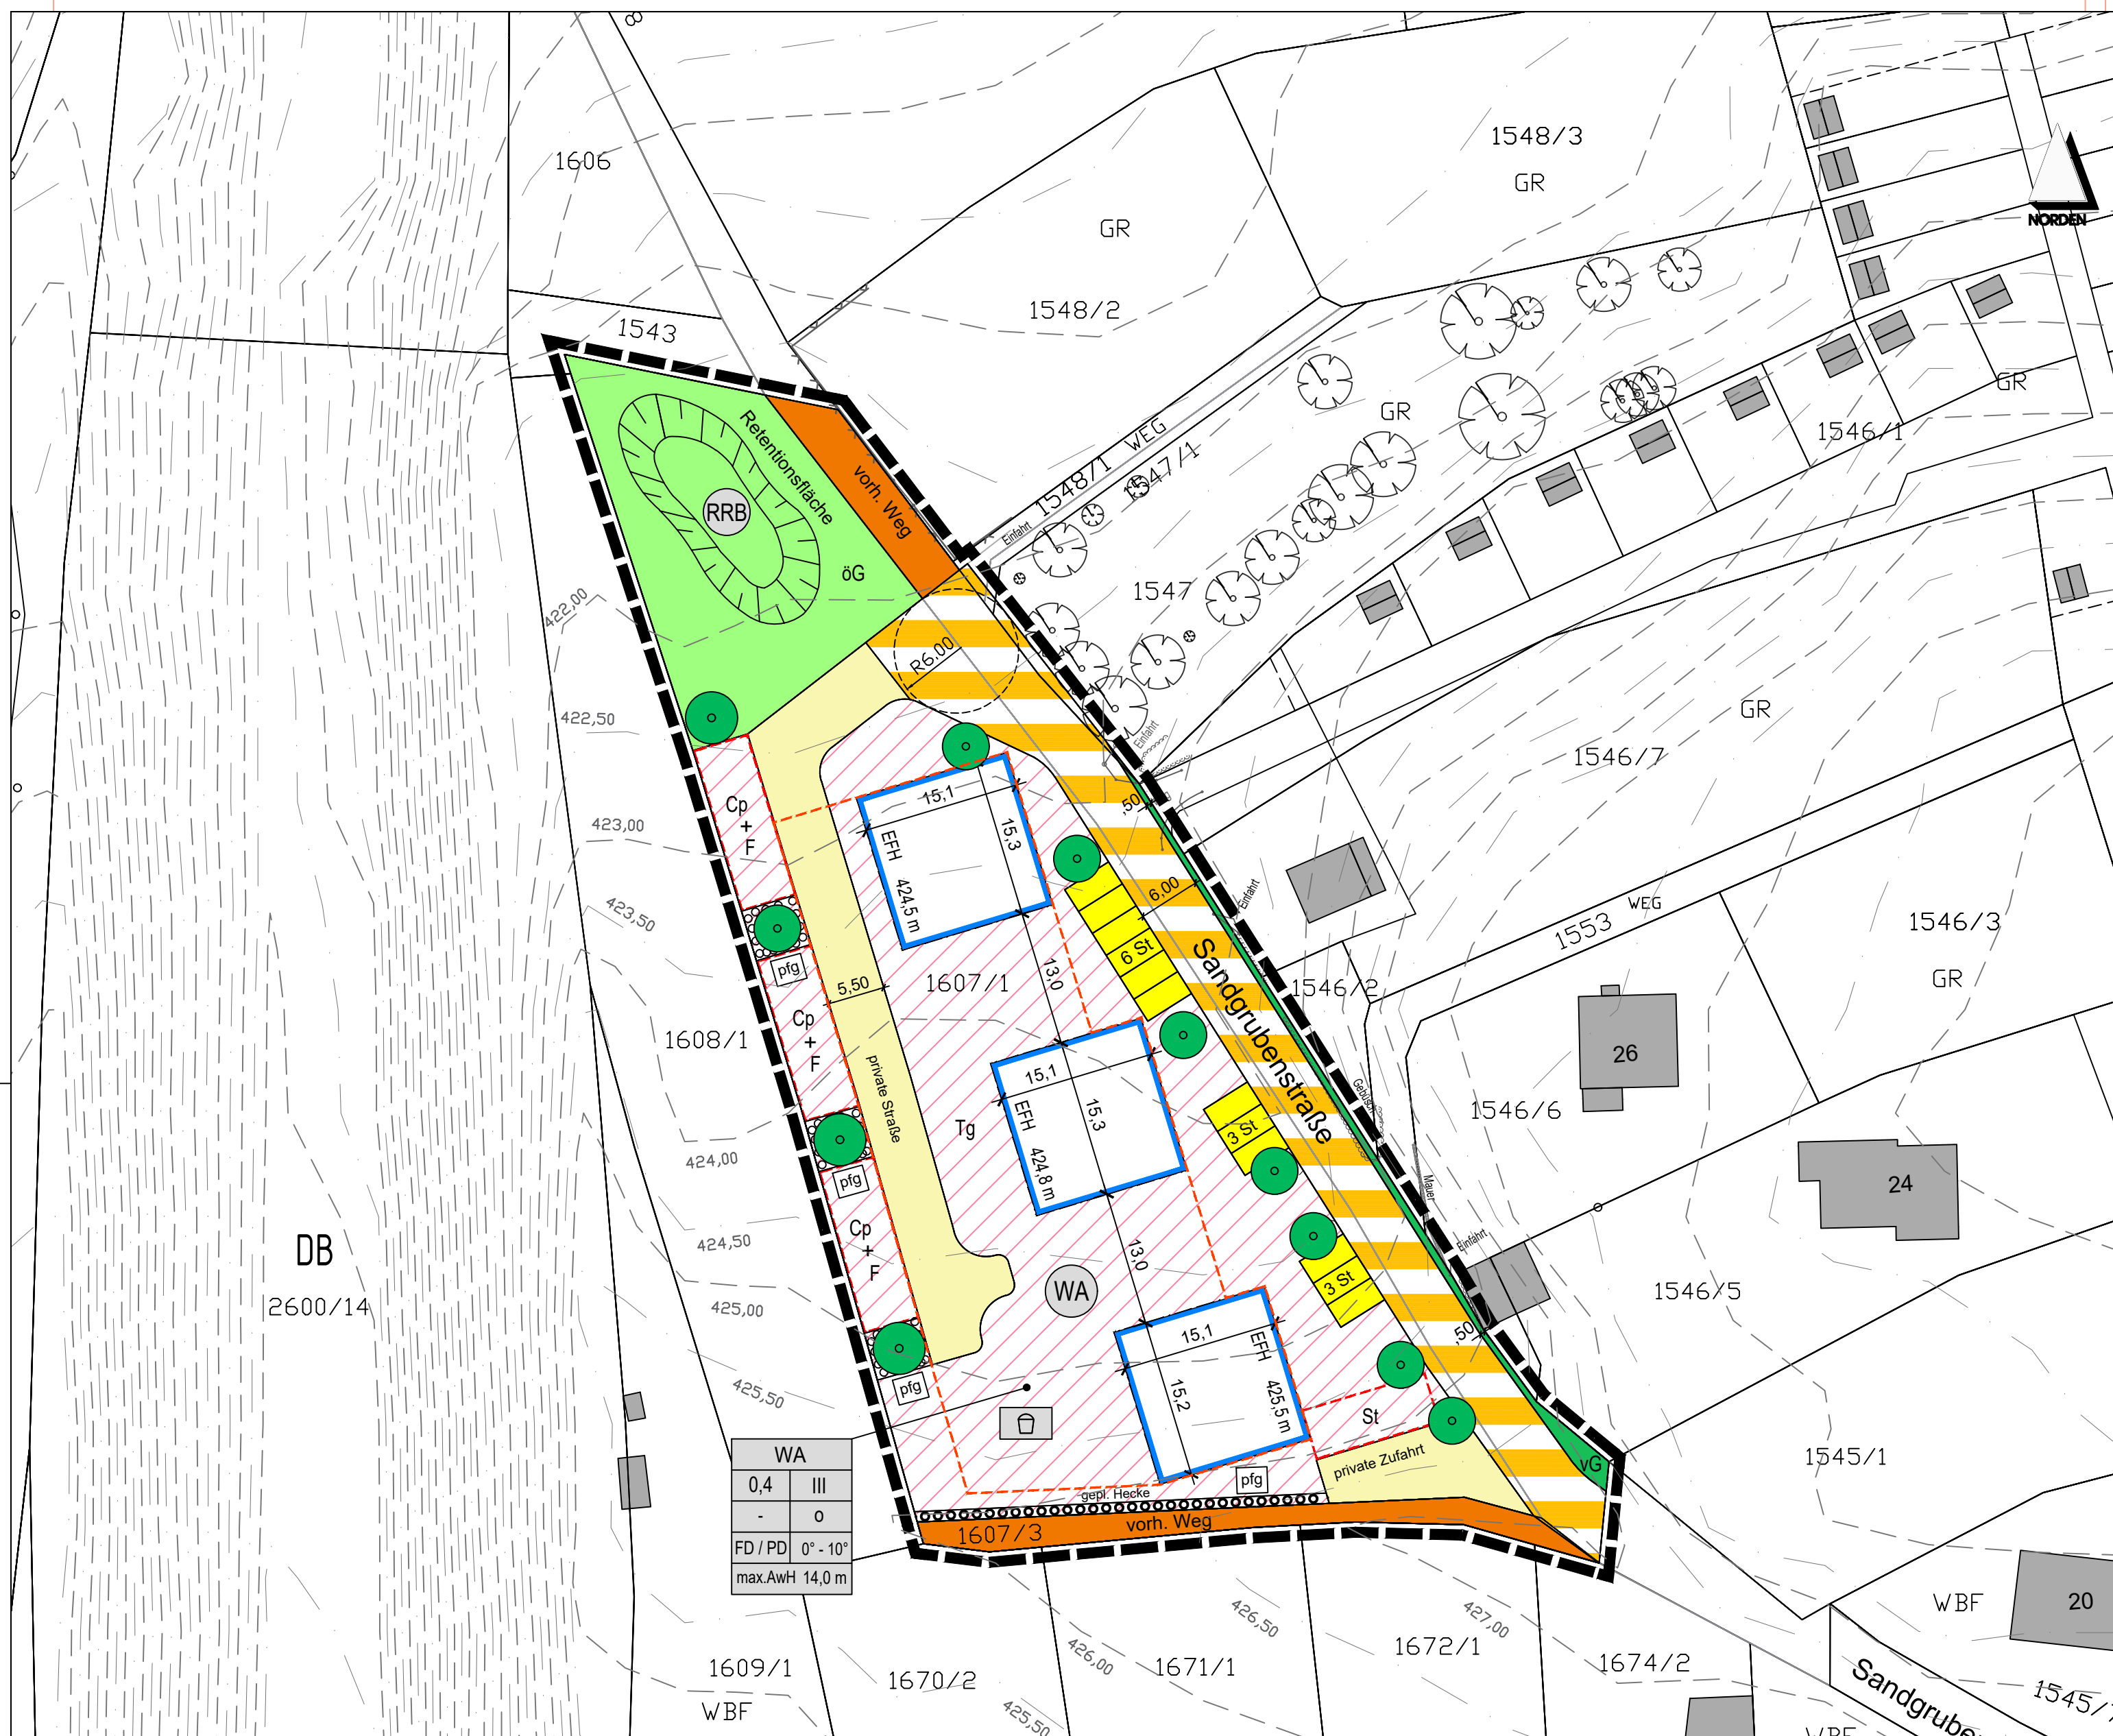 8
1606
1548/3
GR
GR
NORDEN
1548/2
1543
GR
GR
1546/1
WEG
1548/1
1547/1
Einfahrt
Retentionsfläche
vorh. Weg
RRB
öG
1547
422,00
R6.00
422,50
Einfahrt
GR
1546/7
Cp
+
F
15,1
,50
423,00
15,3
EFH
424,5 m
6,00
Einfahrt
423,50
WEG
1553
1546/3
GR
6 St
Sandgrubenstraße
pfg
13,0
5,50
1607/1
1546/2
Cp
+
F
1608/1
26
private Straße
15,1
EFH
15,3
424,8 m
Tg
3 St
Gebüsch
1546/6
424,00
pfg
Mauer
24
Cp
+
F
424,50
DB
2600/14
13,0
WA
Einfahrt
3 St
1546/5
425,00
15,1
EFH
,50
425,50
pfg
15,2
425,5 m
St
WA
0,4
III
-
o
FD / PD
0° - 10°
max.AwH 14,0 m
private Zufahrt
vG
1545/1
pfg
gepl. Hecke
1607/3
vorh. Weg
WBF
20
426,50
427,00
426,00
1609/1
1670/2
1671/1
1672/1
1674/2
WBF
425,50
Sandgrube
1545/
WBF